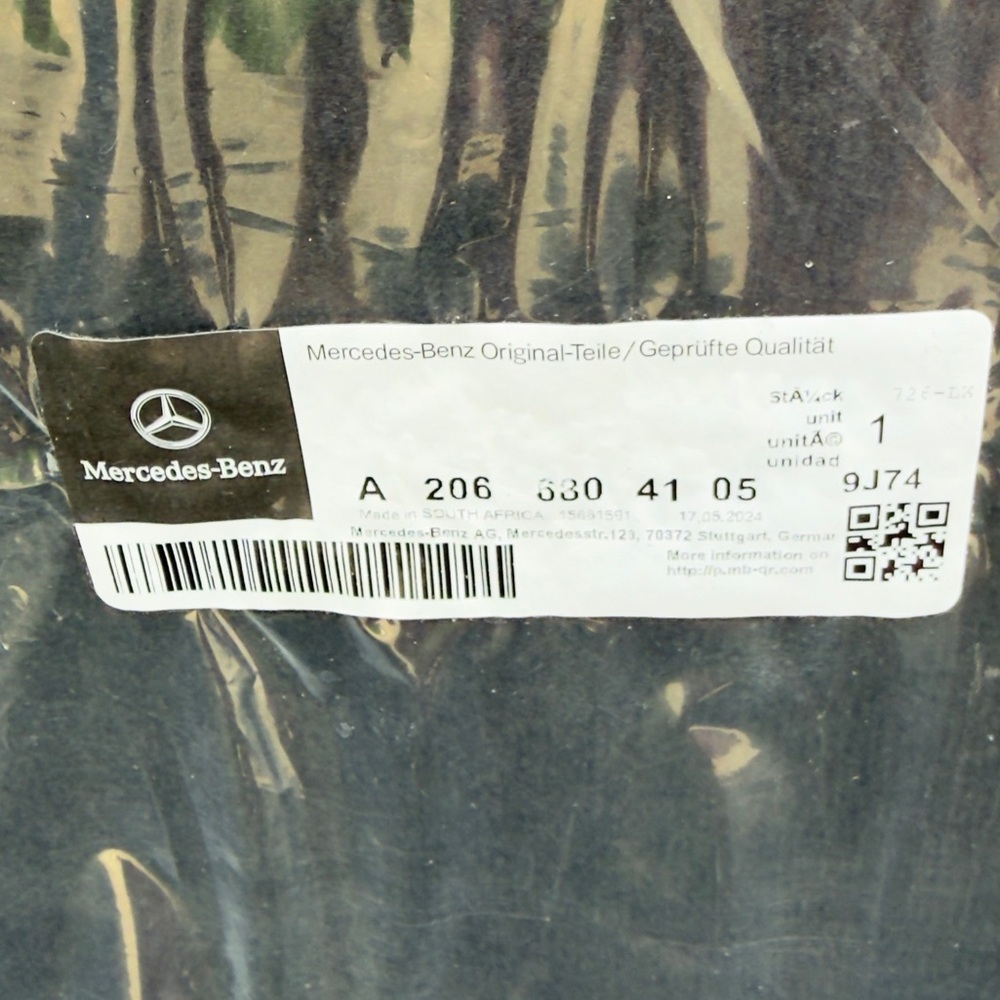 Mercedes-Benz Original-Teile/Geprüfte Qualität
Mercedes-Benz
StÃ¼ck
unit
1
unitÃ©
unidad
A 206 680 41 05
9J74
Made in SOUTH AFRICA 15691591 17.05.2024
Mercedes-Benz AG, Mercedesstr.123, 70372 Stuttgart, German
More information on
http://p.mb-qr.com